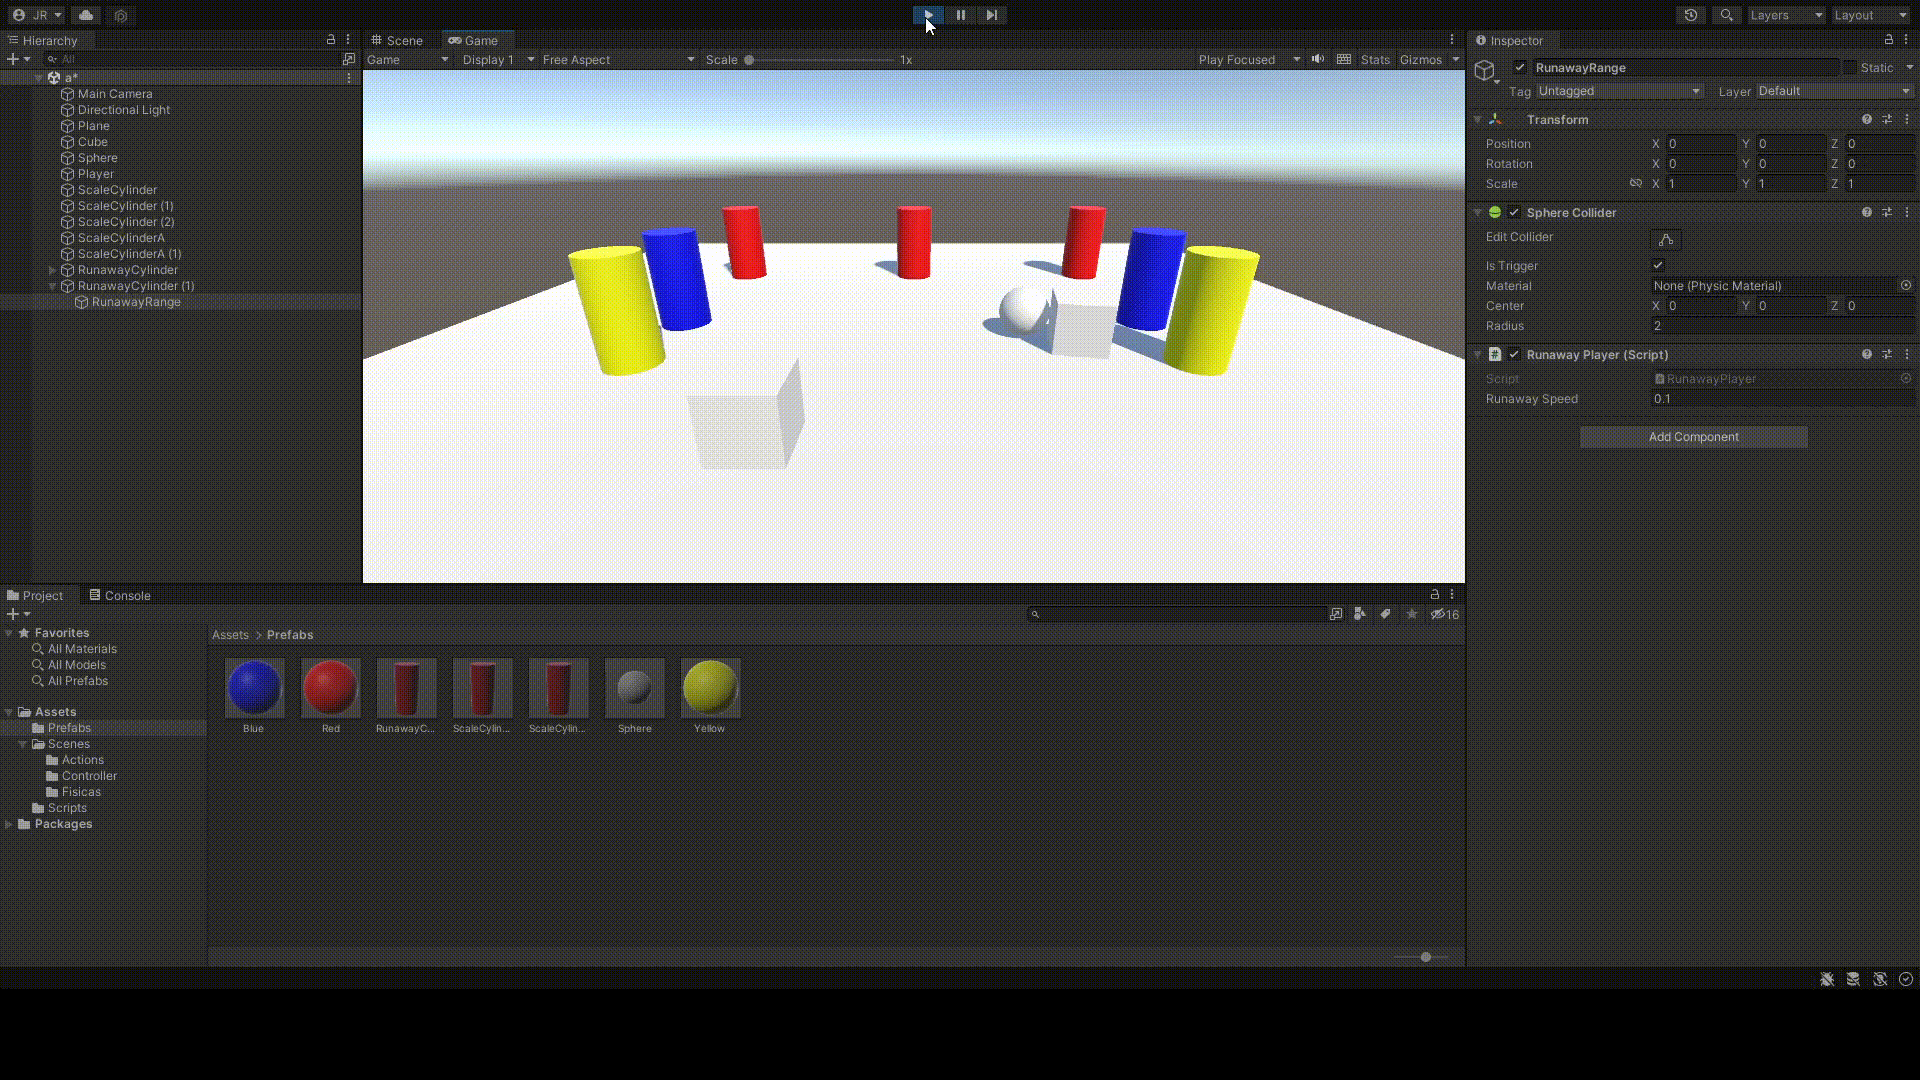 JR
Layers
Layout
Hierarchy
All
a*
Main Camera
Directional Light
Plane
Cube
Sphere
Player
ScaleCylinder
ScaleCylinder (1)
ScaleCylinder (2)
ScaleCylinderA
ScaleCylinderA (1)
RunawayCylinder
RunawayCylinder (1)
RunawayRange
Scene
Game
Game
Display 1
Free Aspect
Scale
1x
Play Focused
Stats
Gizmos
Inspector
RunawayRange
Static
Tag Untagged
Layer Default
Transform
Position X 0 Y 0 Z 0
Rotation X 0 Y 0 Z 0
Scale X 1 Y 1 Z 1
Sphere Collider
Edit Collider
Is Trigger
Material None (Physic Material)
Center X 0 Y 0 Z 0
Radius 2
# Runaway Player (Script)
Script RunawayPlayer
Runaway Speed 0.1
Add Component
Project
Console
16
Favorites
All Materials
All Models
All Prefabs
Assets
Prefabs
Scenes
Actions
Controller
Fisicas
Scripts
Packages
Assets > Prefabs
Blue
Red
RunawayC...
ScaleCylin...
ScaleCylin...
Sphere
Yellow